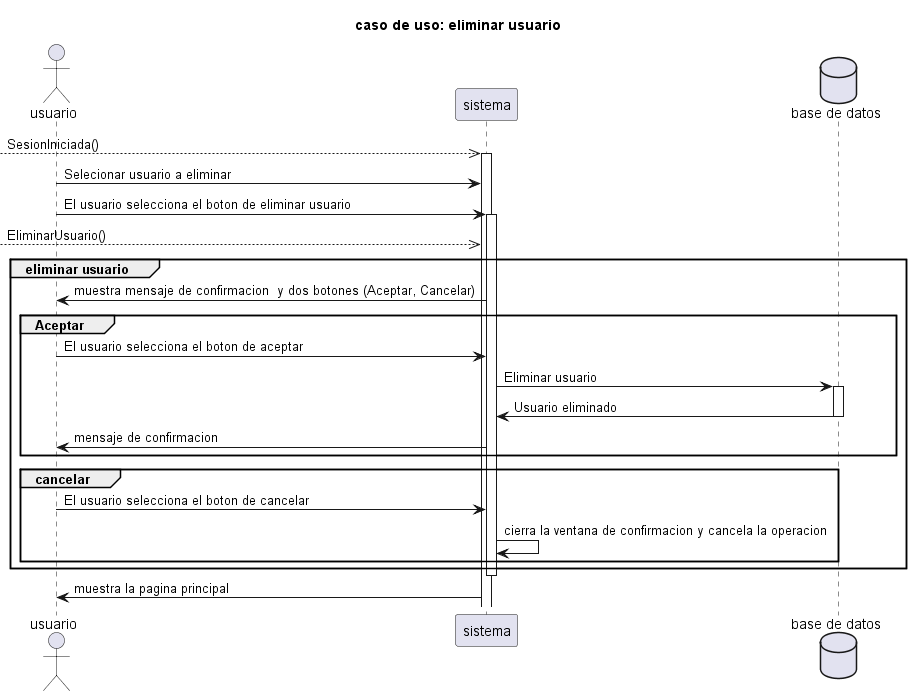 caso de uso: eliminar usuario
usuario
sistema
base de datos
SesionIniciada()
Selecionar usuario a eliminar
El usuario selecciona el boton de eliminar usuario
EliminarUsuario()
eliminar usuario
muestra mensaje de confirmacion y dos botones (Aceptar, Cancelar)
Aceptar
El usuario selecciona el boton de aceptar
Eliminar usuario
Usuario eliminado
mensaje de confirmacion
cancelar
El usuario selecciona el boton de cancelar
cierra la ventana de confirmacion y cancela la operacion
muestra la pagina principal
usuario
sistema
base de datos